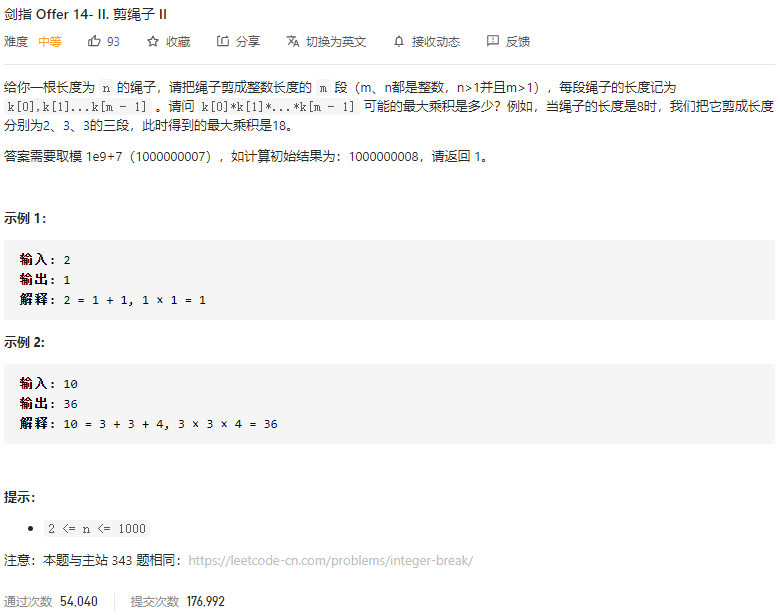 剑指 Offer 14- II. 剪绳子 II
难度 中等 93 收藏 分享 切换为英文 接收动态 反馈
给你一根长度为 n 的绳子，请把绳子剪成整数长度的 m 段（m、n都是整数，n>1并且m>1），每段绳子的长度记为
k[0],k[1]...k[m - 1] 。请问 k[0]*k[1]*...*k[m - 1] 可能的最大乘积是多少？例如，当绳子的长度是8时，我们把它剪成长度
分别为2、3、3的三段，此时得到的最大乘积是18。
答案需要取模 1e9+7（1000000007），如计算初始结果为：1000000008，请返回 1。
示例 1：
输入: 2
输出: 1
解释: 2 = 1 + 1, 1 × 1 = 1
示例 2:
输入: 10
输出: 36
解释: 10 = 3 + 3 + 4, 3 × 3 × 4 = 36
提示：
2 <= n <= 1000
注意：本题与主站 343 题相同：https://leetcode-cn.com/problems/integer-break/
通过次数 54,040 提交次数 176,992